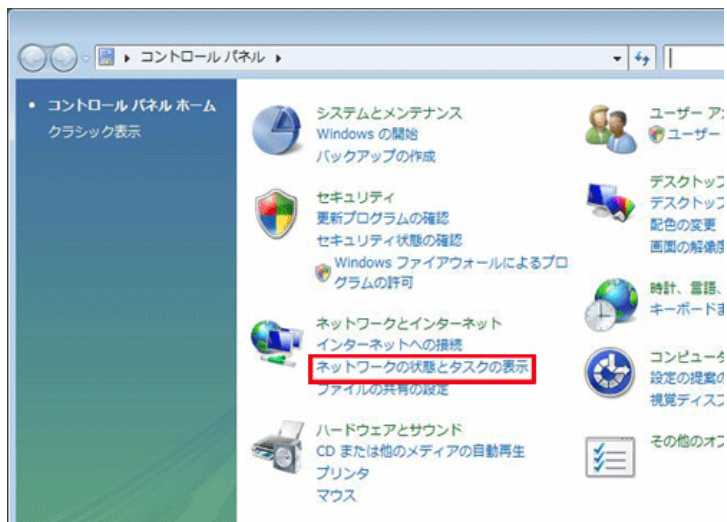 コントロール パネル
コントロール パネル ホーム
クラシック表示
システムとメンテナンス
Windows の開始
バックアップの作成
セキュリティ
更新プログラムの確認
セキュリティ状態の確認
Windows ファイアウォールによるプロ
グラムの許可
ネットワークとインターネット
インターネットへの接続
ネットワークの状態とタスクの表示
ファイルの共有の設定
ハードウェアとサウンド
CD または他のメディアの自動再生
プリンタ
マウス
ユーザー ア
ユーザー
デスクトップ
デスクトップ
配色の変更
画面の解像度
時計、言語、
キーボードま
コンピュータ
設定の提案の
視覚ディスプ
その他のオプ